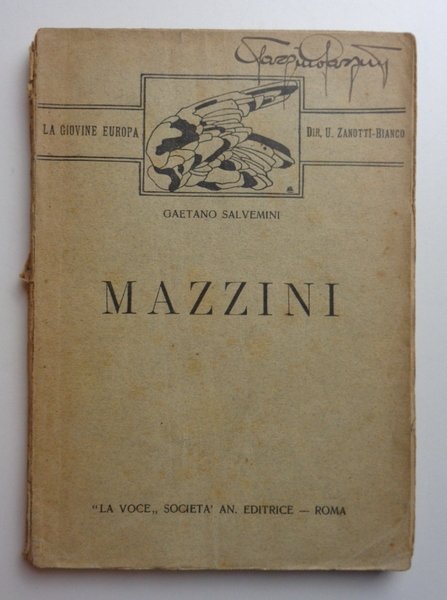 LA GIOVINE EUROPA
DIR. U. ZANOTTI-BIANCO
GAETANO SALVEMINI
MAZZINI
"LA VOCE„ SOCIETA' AN. EDITRICE — ROMA